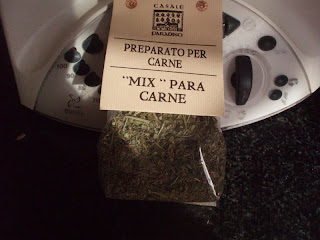 CASALE
PARADISO
PREPARATO PER
CARNE
"MIX" PARA
CARNE